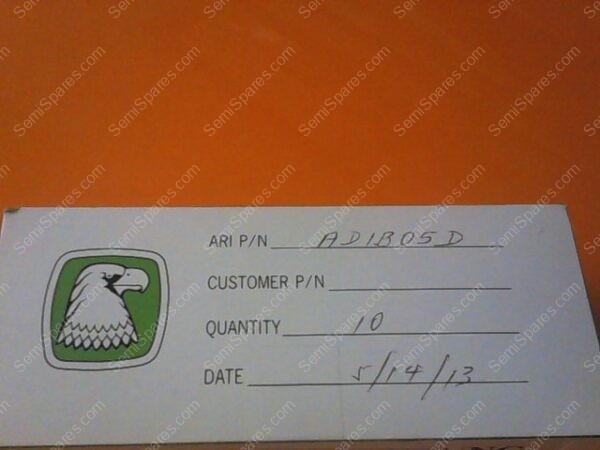 ARI P/N AD1B05D
CUSTOMER P/N
QUANTITY 10
DATE 5/14/13
SemiSpares.com